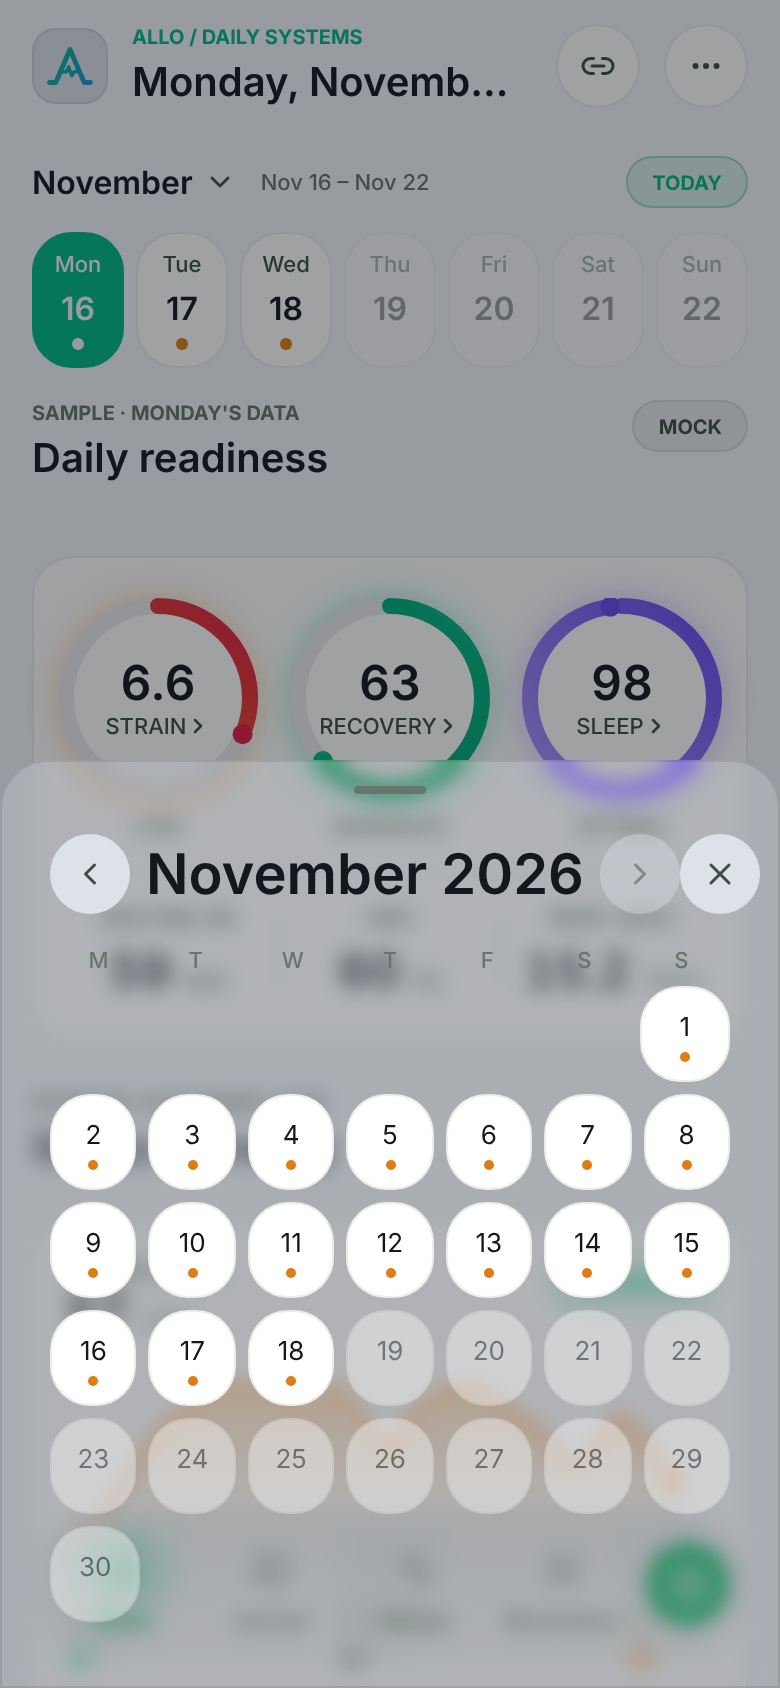 ALLO / DAILY SYSTEMS
Monday, Novemb...
November Nov 16 – Nov 22 TODAY
Mon Tue Wed Thu Fri Sat Sun
16 17 18 19 20 21 22
SAMPLE · MONDAY'S DATA
MOCK
Daily readiness
6.6 63 98
STRAIN RECOVERY SLEEP
November 2026
M T W T F S S
1
2 3 4 5 6 7 8
9 10 11 12 13 14 15
16 17 18 19 20 21 22
23 24 25 26 27 28 29
30